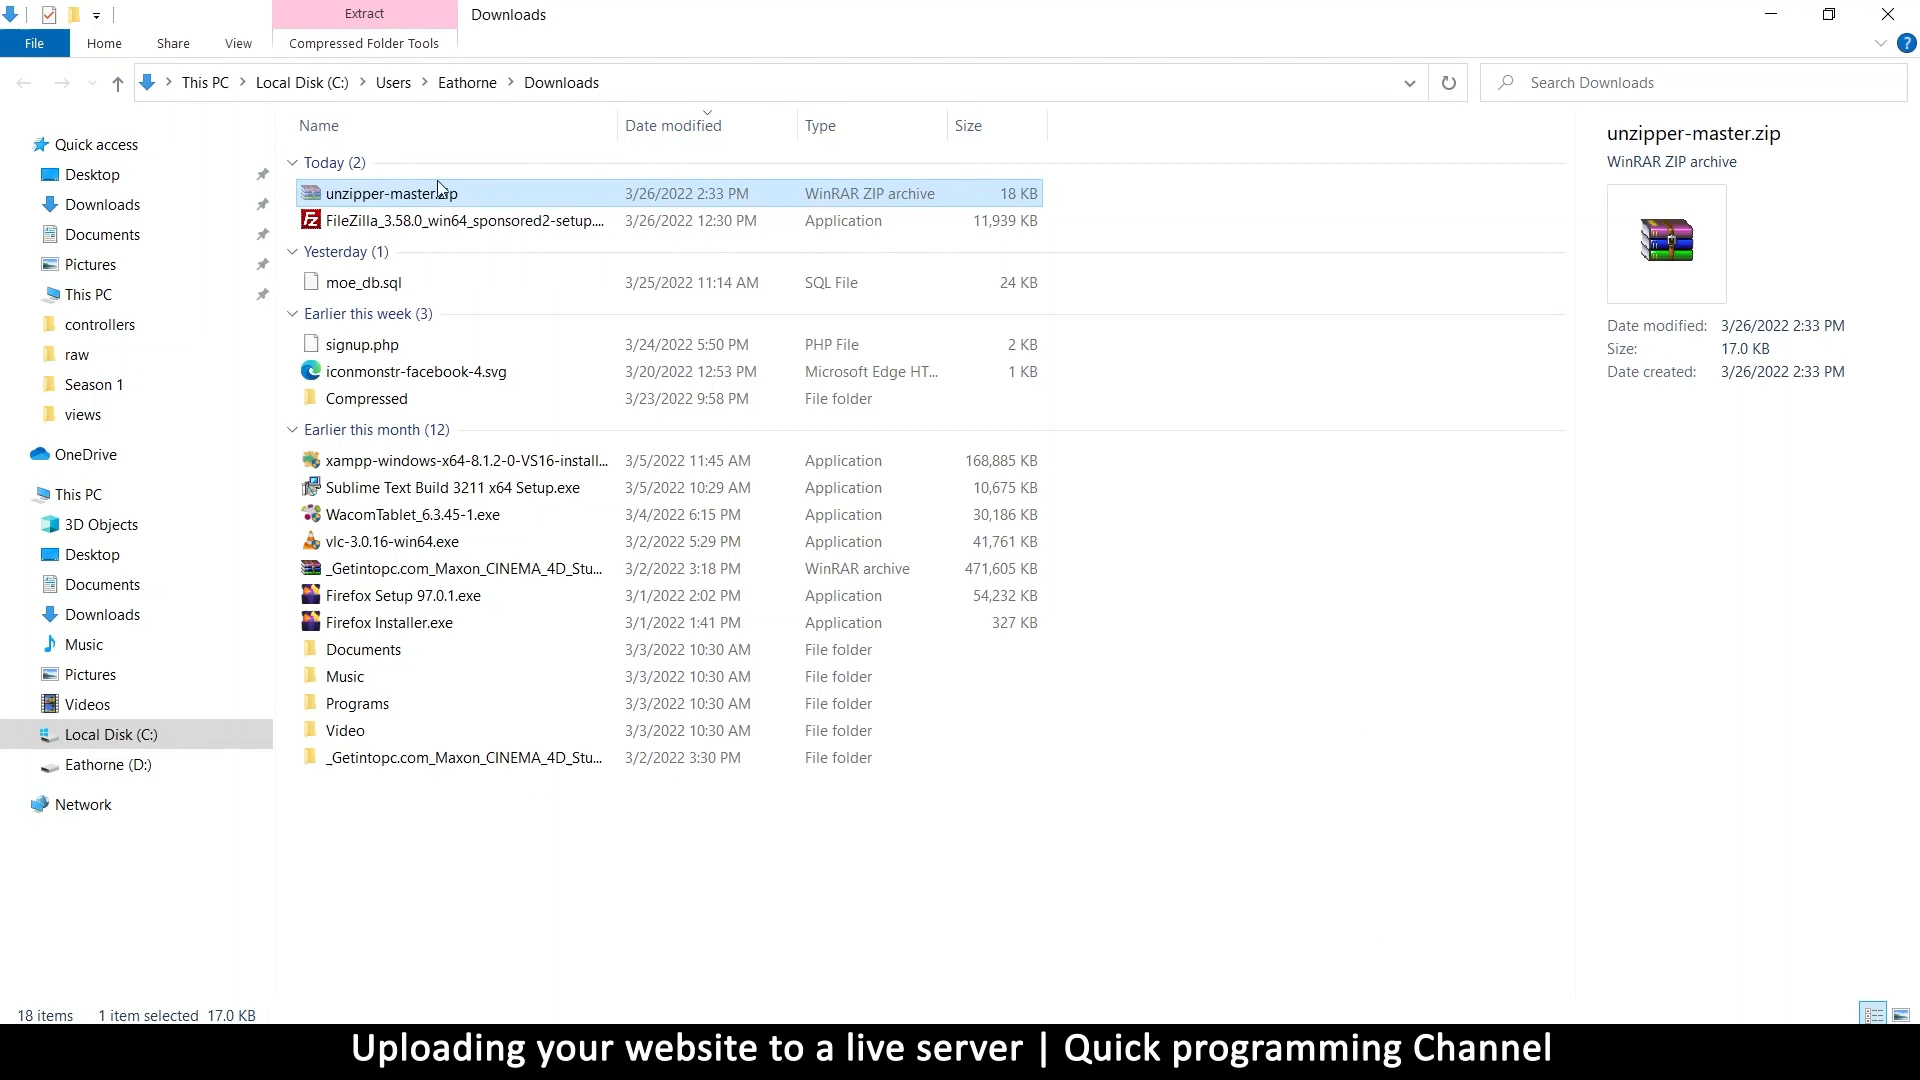 Extract
Downloads
File
Home
Share
View
Compressed Folder Tools
This PC
Local Disk (C:)
Users
Eathorne
Downloads
Search Downloads
Name
Date modified
Type
Size
Quick access
Desktop
Downloads
Documents
Pictures
This PC
controllers
raw
Season 1
views
OneDrive
This PC
3D Objects
Desktop
Documents
Downloads
Music
Pictures
Videos
Local Disk (C:)
Eathorne (D:)
Network
Today (2)
unzipper-master.zip 3/26/2022 2:33 PM WinRAR ZIP archive 18 KB
FileZilla_3.58.0_win64_sponsored2-setup.... 3/26/2022 12:30 PM Application 11,939 KB
Yesterday (1)
moe_db.sql 3/25/2022 11:14 AM SQL File 24 KB
Earlier this week (3)
signup.php 3/24/2022 5:50 PM PHP File 2 KB
iconmonstr-facebook-4.svg 3/20/2022 12:53 PM Microsoft Edge HT... 1 KB
Compressed 3/23/2022 9:58 PM File folder
Earlier this month (12)
xampp-windows-x64-8.1.2-0-VS16-install... 3/5/2022 11:45 AM Application 168,885 KB
Sublime Text Build 3211 x64 Setup.exe 3/5/2022 10:29 AM Application 10,675 KB
WacomTablet_6.3.45-1.exe 3/4/2022 6:15 PM Application 30,186 KB
vlc-3.0.16-win64.exe 3/2/2022 5:29 PM Application 41,761 KB
_Getintopc.com_Maxon_CINEMA_4D_Stu... 3/2/2022 3:18 PM WinRAR archive 471,605 KB
Firefox Setup 97.0.1.exe 3/1/2022 2:02 PM Application 54,232 KB
Firefox Installer.exe 3/1/2022 1:41 PM Application 327 KB
Documents 3/3/2022 10:30 AM File folder
Music 3/3/2022 10:30 AM File folder
Programs 3/3/2022 10:30 AM File folder
Video 3/3/2022 10:30 AM File folder
_Getintopc.com_Maxon_CINEMA_4D_Stu... 3/2/2022 3:30 PM File folder
unzipper-master.zip
WinRAR ZIP archive
Date modified: 3/26/2022 2:33 PM
Size: 17.0 KB
Date created: 3/26/2022 2:33 PM
18 items 1 item selected 17.0 KB
Uploading your website to a live server | Quick programming Channel